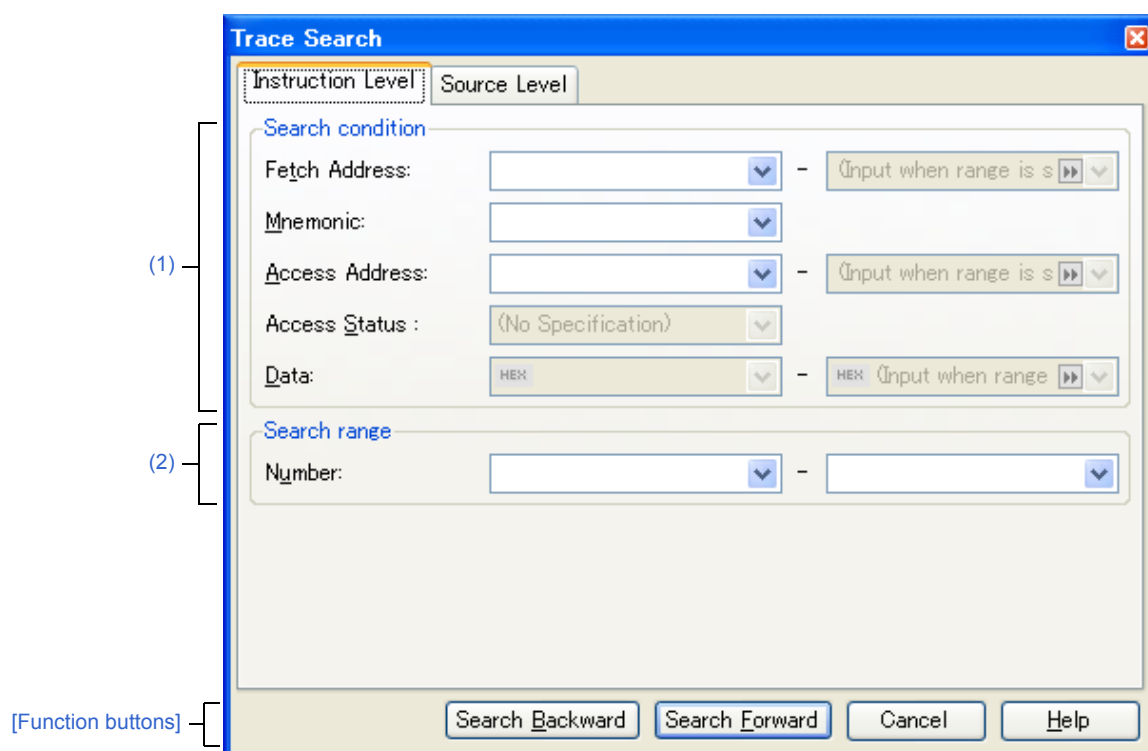 Trace Search
Instruction Level Source Level
Search condition
Fetch Address: - (Input when range is s
Mnemonic:
(1) Access Address: - (Input when range is s
Access Status : (No Specification)
Data: HEX - HEX (Input when range
Search range
(2) Number: -
[Function buttons] Search Backward Search Forward Cancel Help